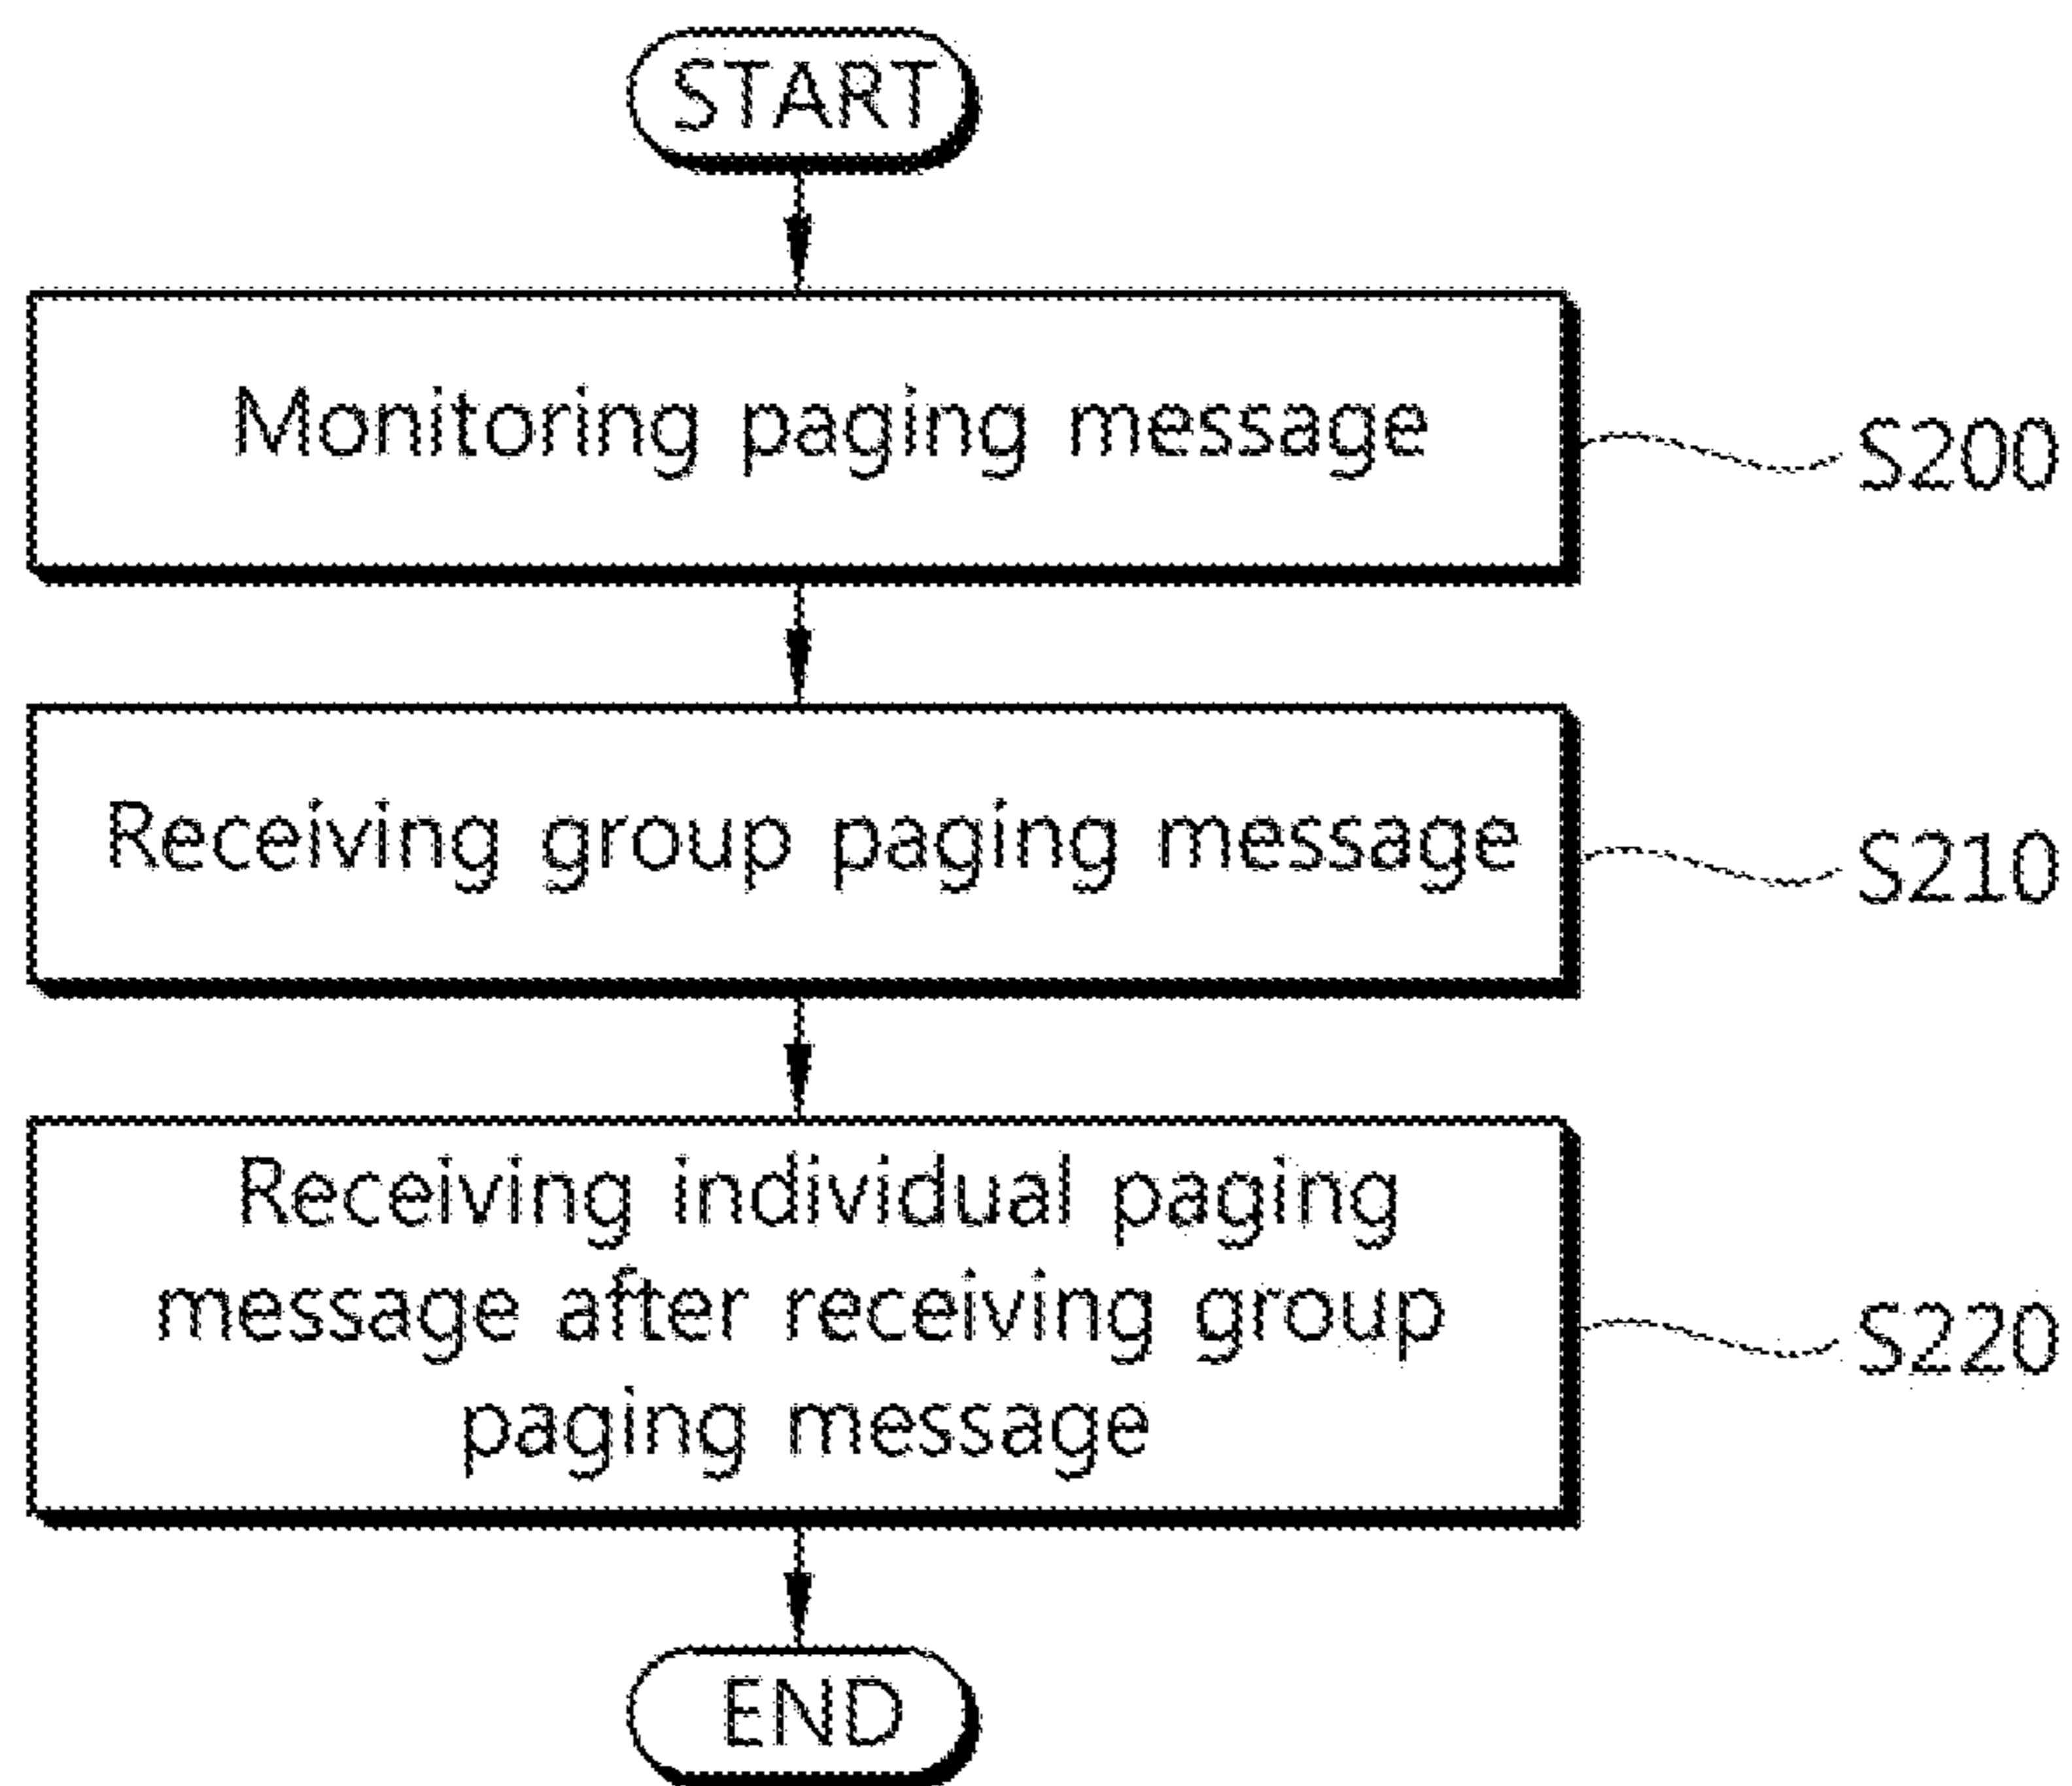 START
Monitoring paging message
S200
Receiving group paging message
S210
Receiving individual paging
message after receiving group
paging message
S220
END